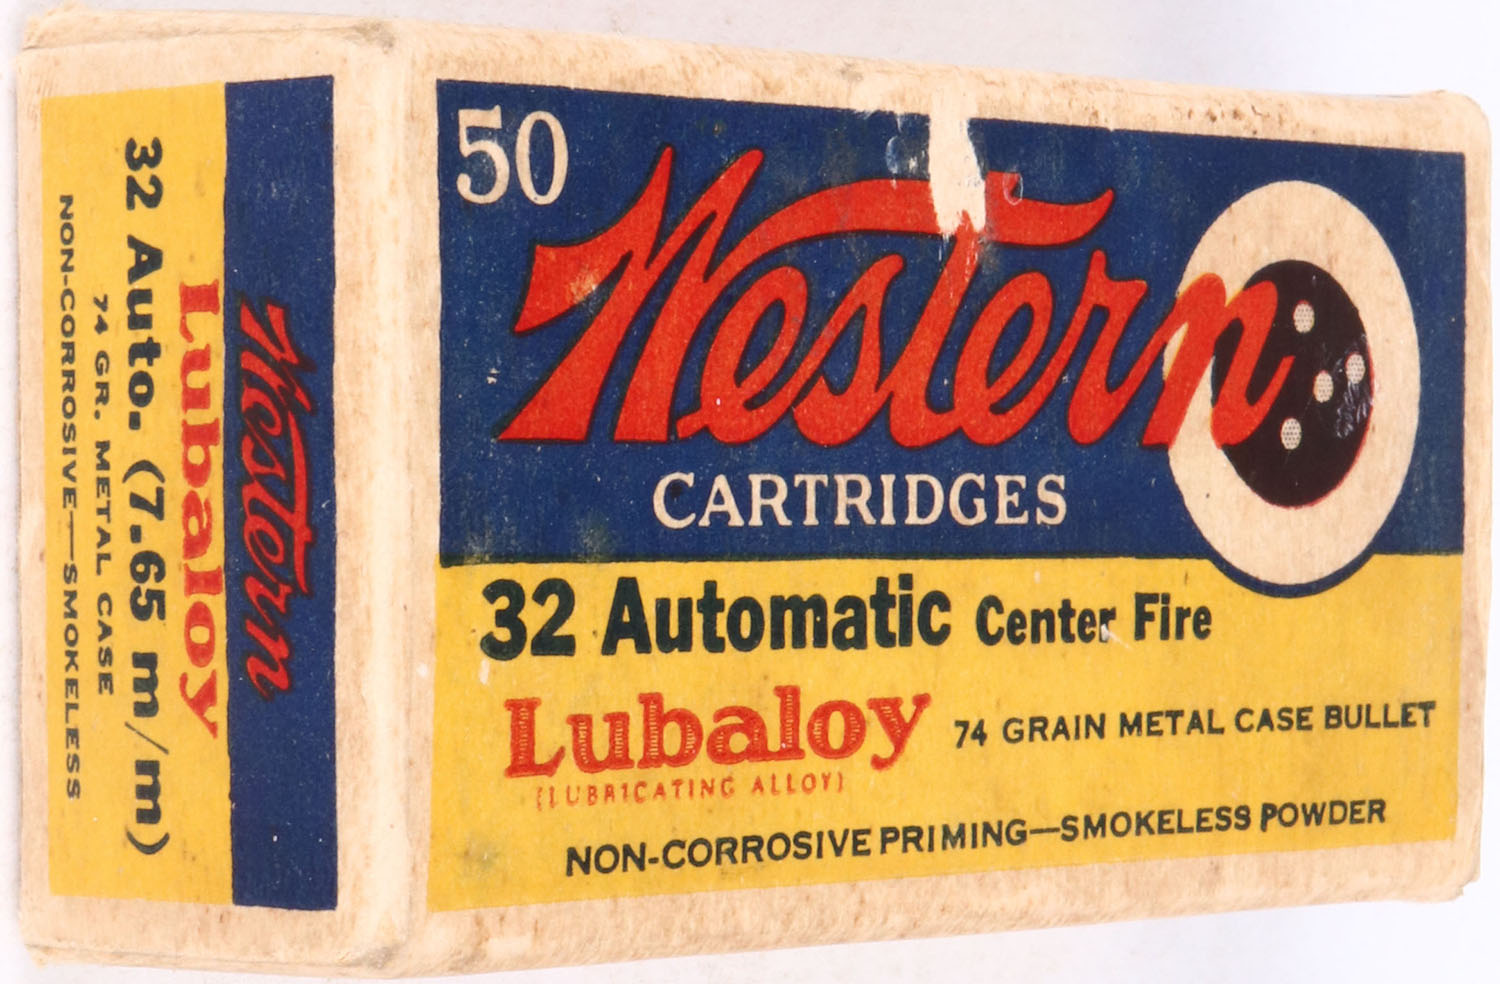 50
Western
CARTRIDGES
32 Automatic Center Fire
Lubaloy
(LUBRICATING ALLOY)
74 GRAIN METAL CASE BULLET
NON-CORROSIVE PRIMING—SMOKELESS POWDER
Western
Lubaloy
32 Auto. (7.65 m/m)
74 GR. METAL CASE
NON-CORROSIVE—SMOKELESS